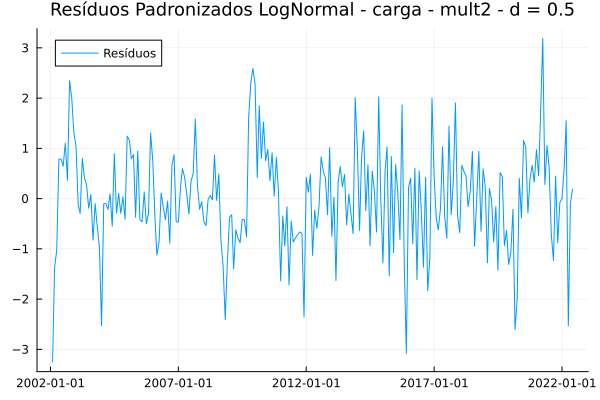 Resíduos Padronizados LogNormal - carga - mult2 - d = 0.5
Resíduos
3
2
1
0
−1
−2
−3
2002-01-01 2007-01-01 2012-01-01 2017-01-01 2022-01-01